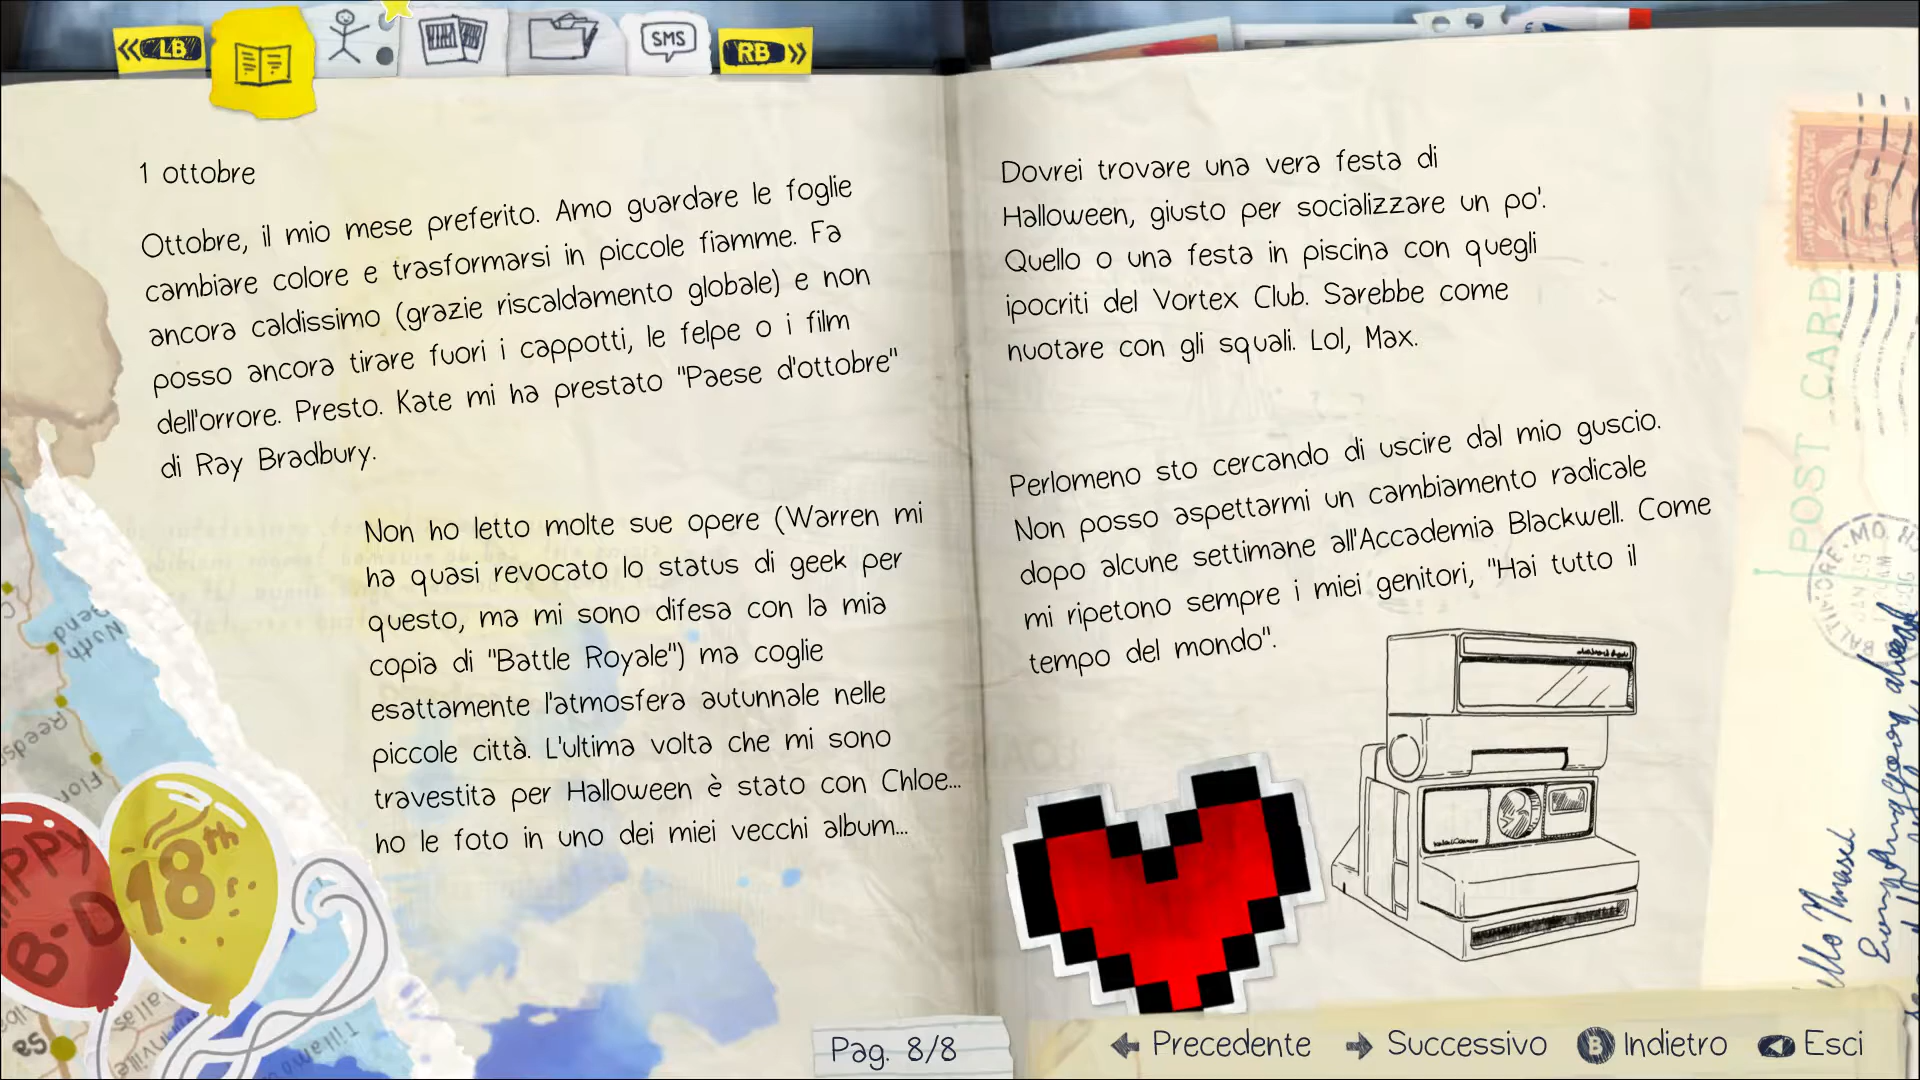 LB
SMS
RB
1 ottobre
Ottobre, il mio mese preferito. Amo guardare le foglie
cambiare colore e trasformarsi in piccole fiamme. Fa
ancora caldissimo (grazie riscaldamento globale) e non
posso ancora tirare fuori i cappotti, le felpe o i film
dell'orrore. Presto. Kate mi ha prestato "Paese d'ottobre"
di Ray Bradbury.
Non ho letto molte sue opere (Warren mi
ha quasi revocato lo status di geek per
questo, ma mi sono difesa con la mia
copia di "Battle Royale") ma coglie
esattamente l'atmosfera autunnale nelle
piccole città. L'ultima volta che mi sono
travestita per Halloween è stato con Chloe...
ho le foto in uno dei miei vecchi album...
Dovrei trovare una vera festa di
Halloween, giusto per socializzare un po'.
Quello o una festa in piscina con quegli
ipocriti del Vortex Club. Sarebbe come
nuotare con gli squali. Lol, Max.
Perlomeno sto cercando di uscire dal mio guscio.
Non posso aspettarmi un cambiamento radicale
dopo alcune settimane all'Accademia Blackwell. Come
mi ripetono sempre i miei genitori, "Hai tutto il
tempo del mondo".
POST CARD
BALTIMORE, MO.
North
Bend
HAPPY
B-D
18th
Pag. 8/8
Precedente
Successivo
B Indietro
Esci